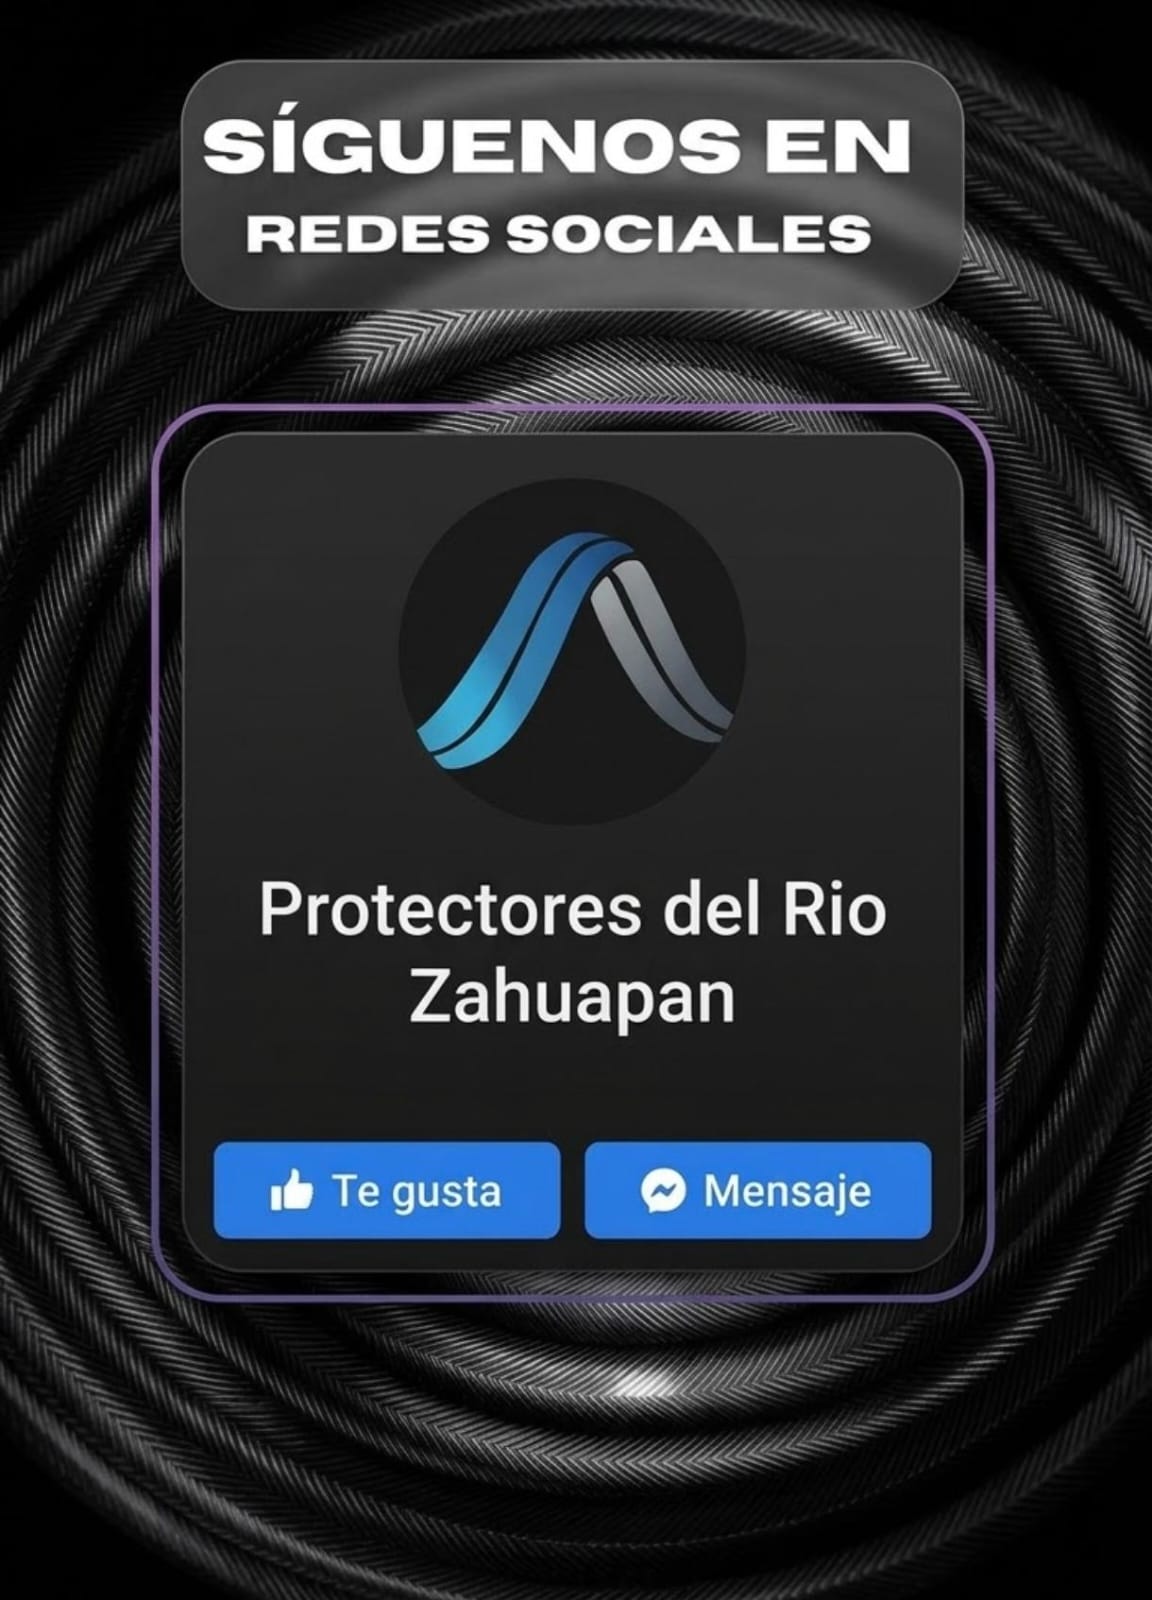 SÍGUENOS EN
REDES SOCIALES
Protectores del Rio
Zahuapan
Te gusta
Mensaje